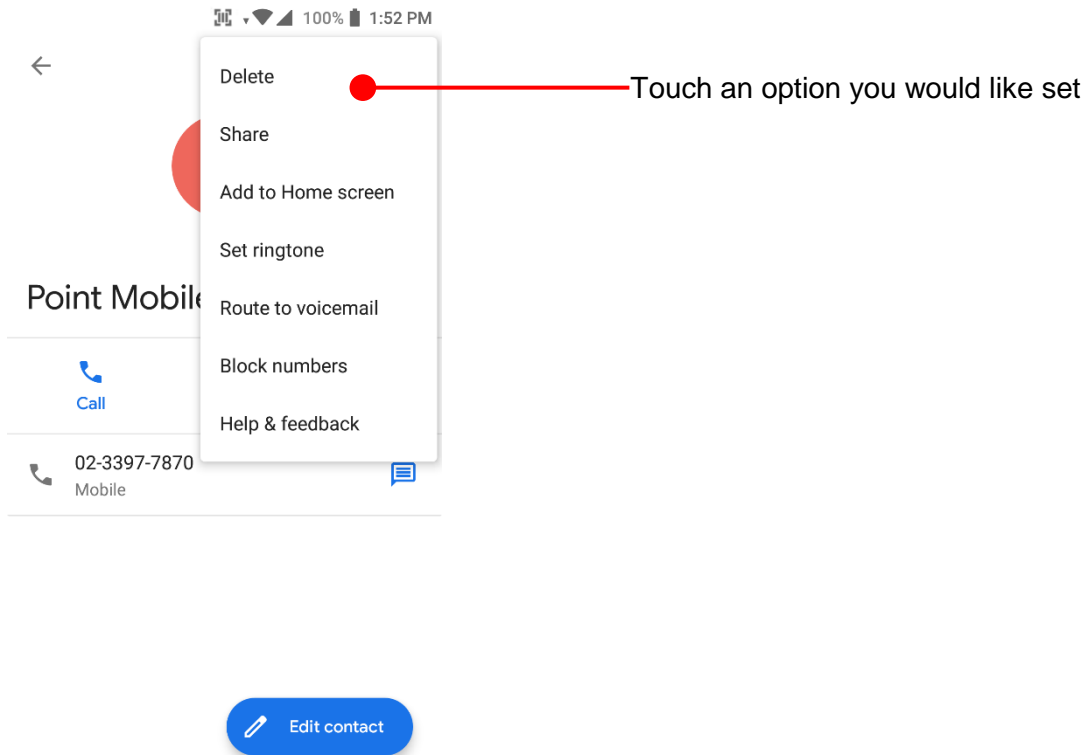 100% 1:52 PM
Delete
Touch an option you would like set
Share
Add to Home screen
Set ringtone
Point Mobile
Route to voicemail
Block numbers
Call
Help & feedback
02-3397-7870
Mobile
Edit contact